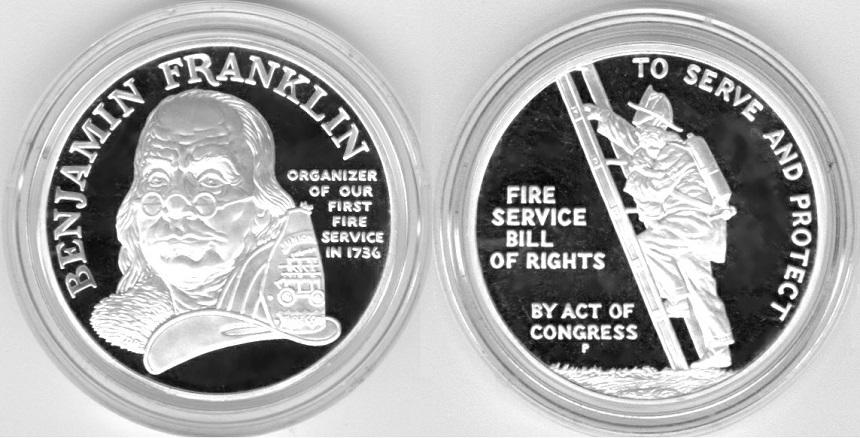 BENJAMIN FRANKLIN
ORGANIZER
OF OUR
FIRST
FIRE
SERVICE
IN 1736
TO SERVE AND PROTECT
FIRE
SERVICE
BILL
OF RIGHTS
BY ACT OF
CONGRESS
P